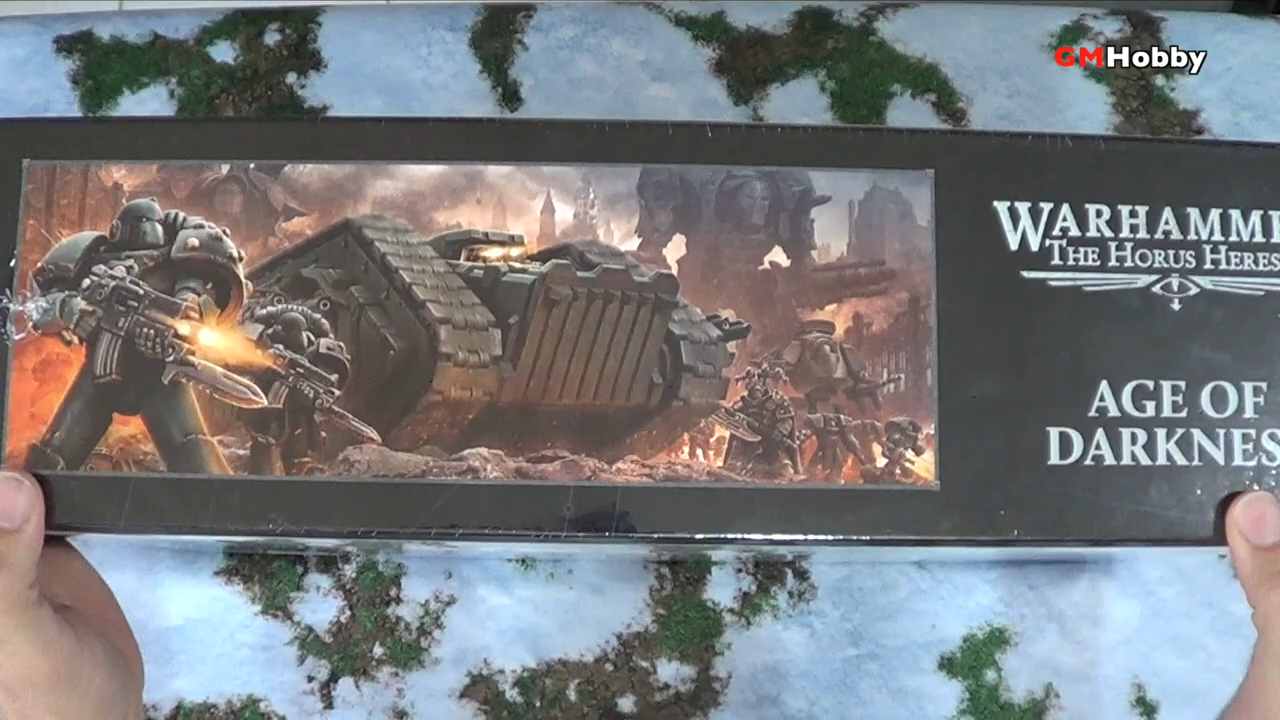 GMHobby
WARHAMME
THE HORUS HERES
AGE OF
DARKNES